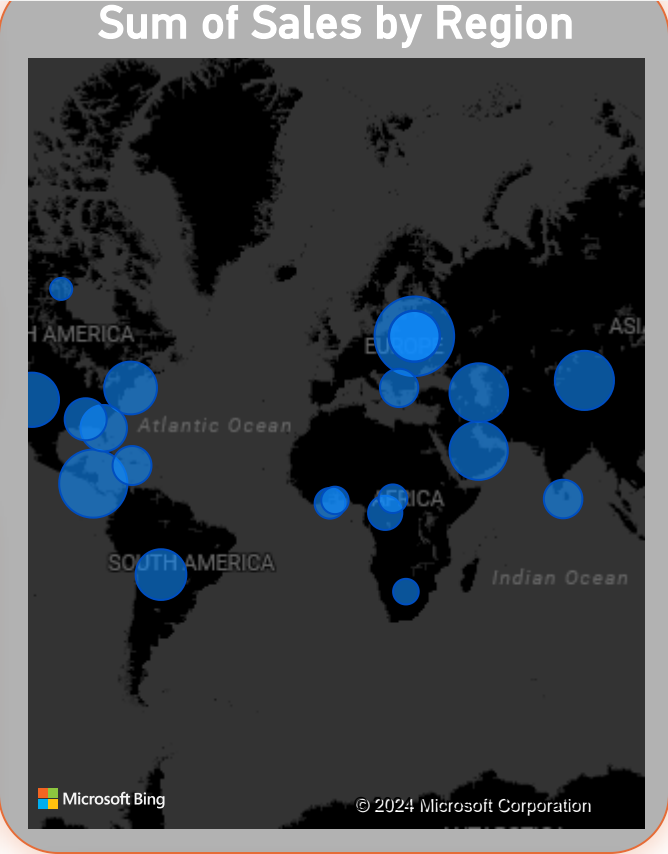 Sum of Sales by Region
H AMERICA
ASI
EUROPE
Atlantic Ocean
AFRICA
SOUTH AMERICA
Indian Ocean
Microsoft Bing
© 2024 Microsoft Corporation